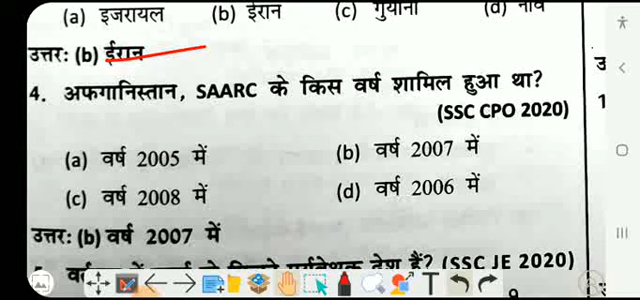 (a) इजरायल (b) ईरान (c) गुयाना (d)
उत्तर: (b) ईरान
4. अफगानिस्तान, SAARC के किस वर्ष शामिल हुआ था?
(SSC CPO 2020)
(a) वर्ष 2005 में (b) वर्ष 2007 में
(c) वर्ष 2008 में (d) वर्ष 2006 में
उत्तर: (b) वर्ष 2007 में
(SSC JE 2020)